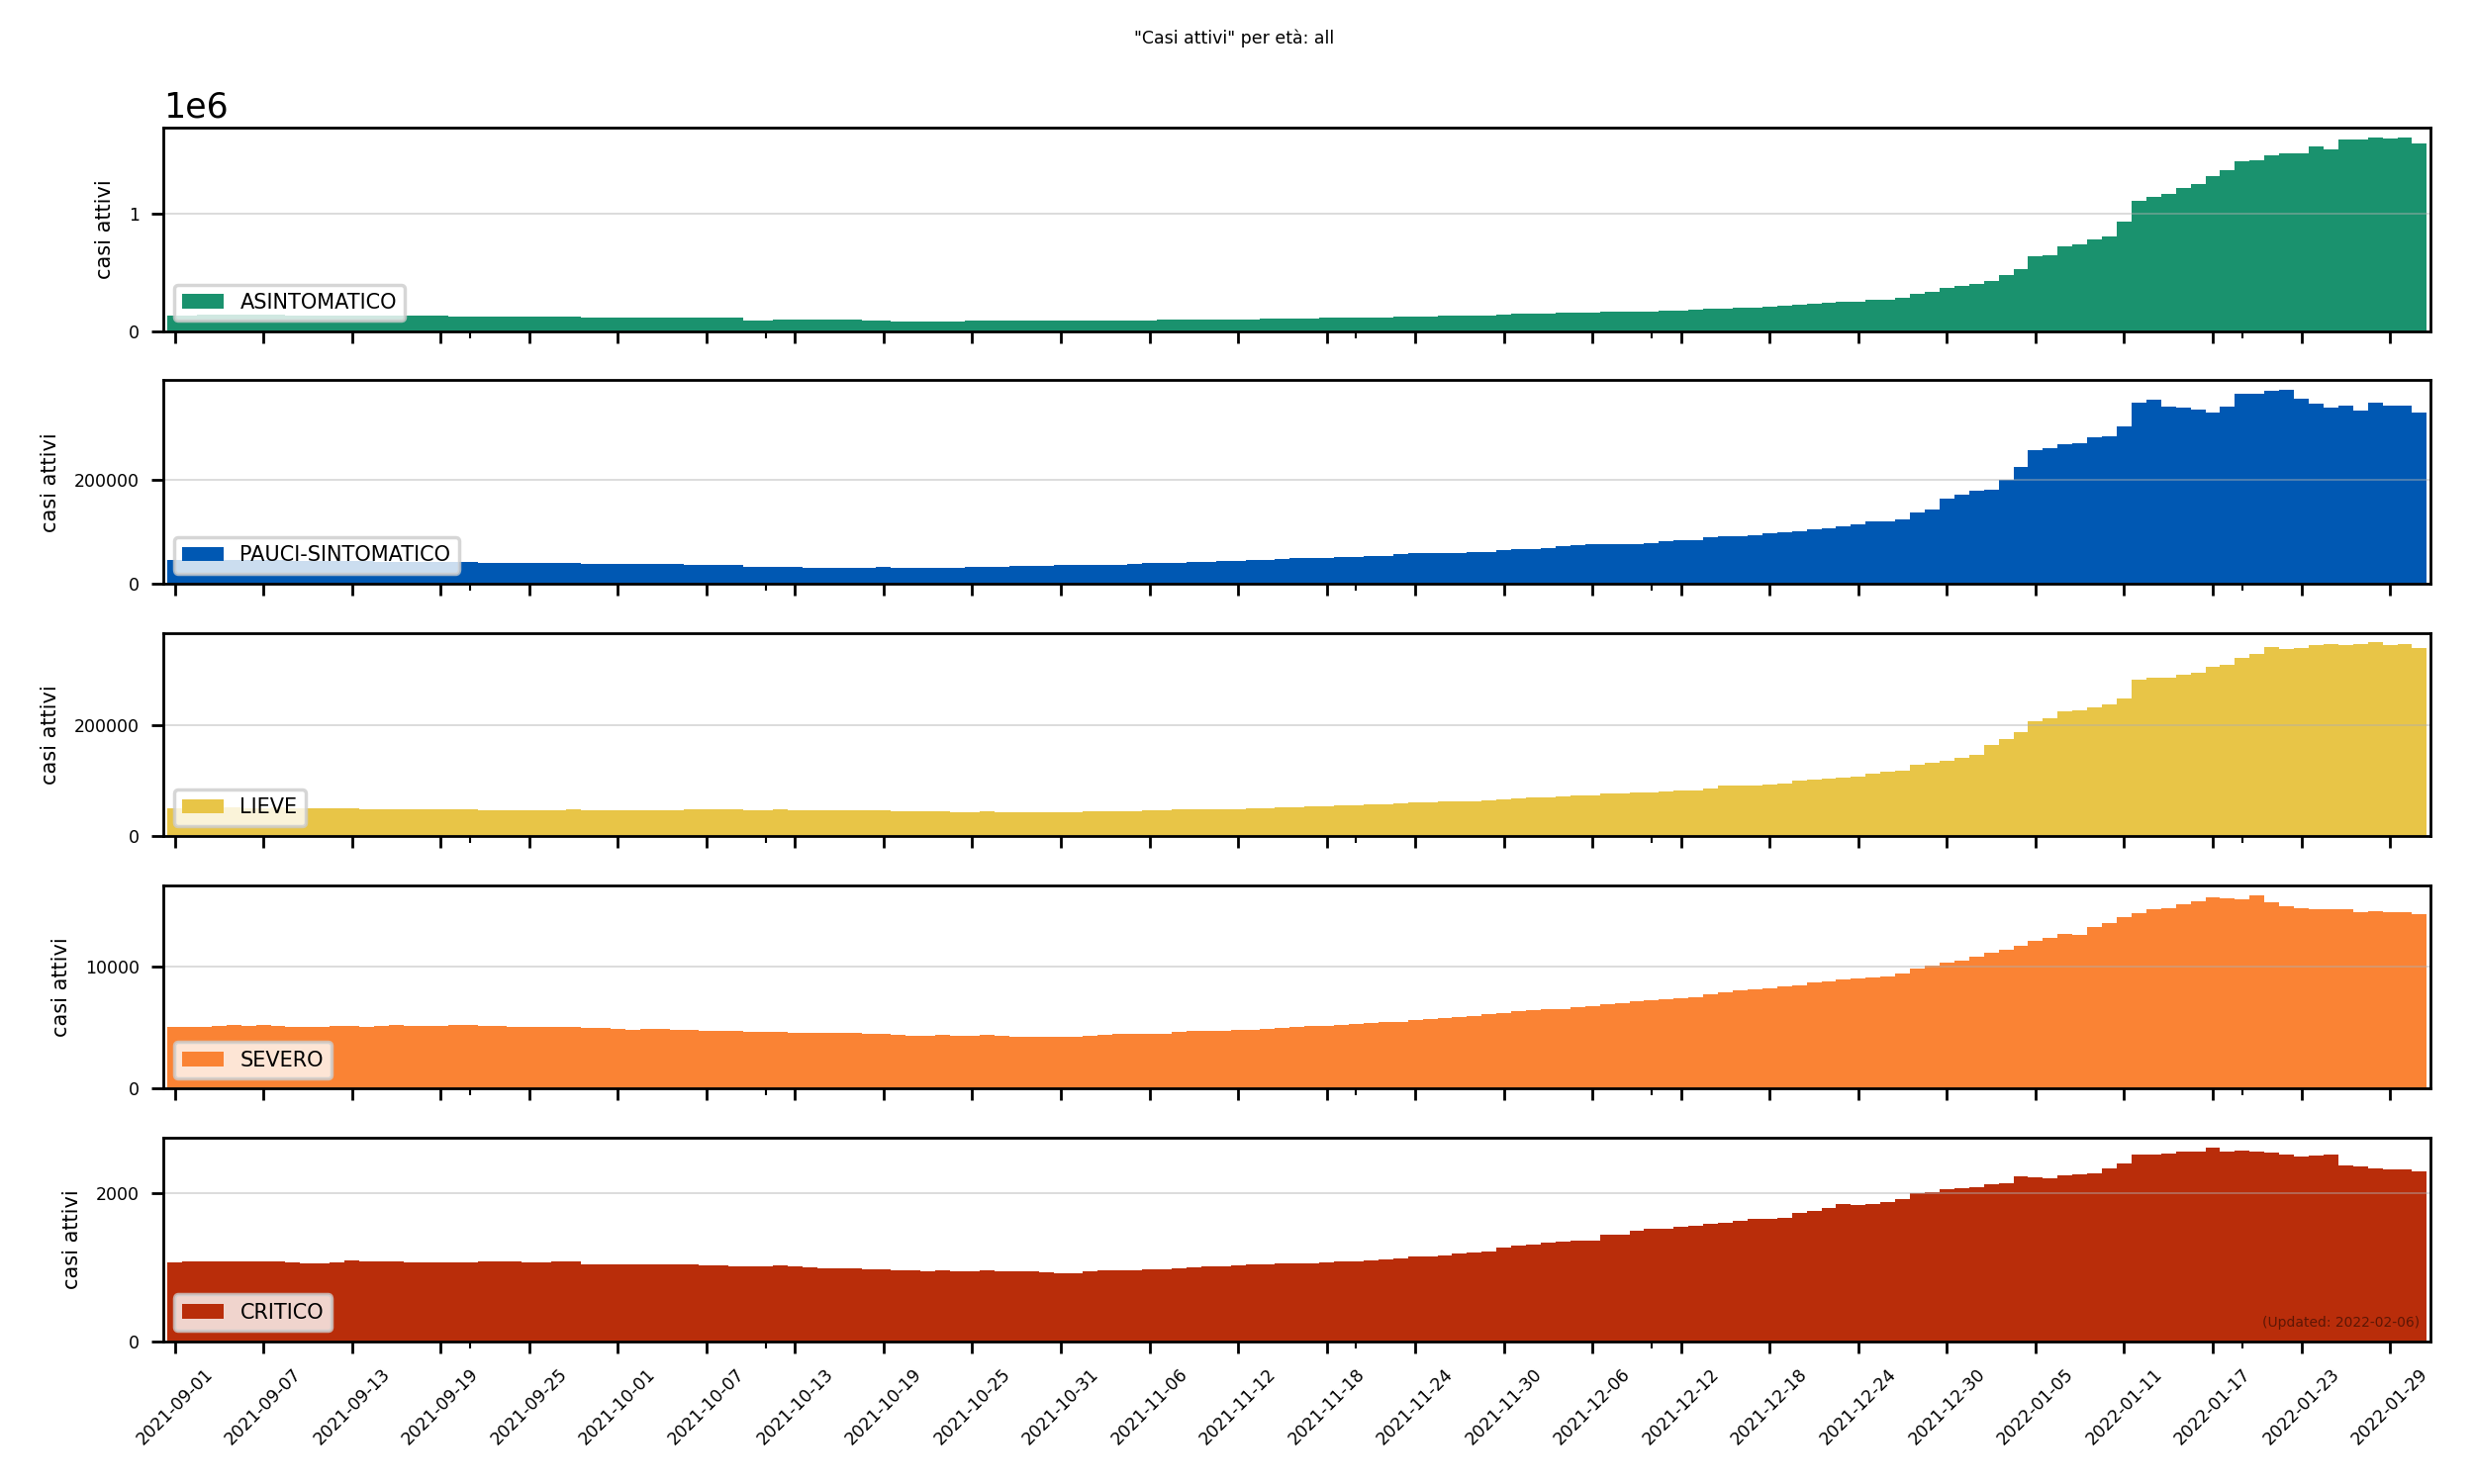 "Casi attivi" per età: all
1e6
casi attivi
1
0
ASINTOMATICO
casi attivi
200000
0
PAUCI-SINTOMATICO
casi attivi
200000
0
LIEVE
casi attivi
10000
0
SEVERO
casi attivi
2000
0
CRITICO
(Updated: 2022-02-06)
2021-09-01
2021-09-07
2021-09-13
2021-09-19
2021-09-25
2021-10-01
2021-10-07
2021-10-13
2021-10-19
2021-10-25
2021-10-31
2021-11-06
2021-11-12
2021-11-18
2021-11-24
2021-11-30
2021-12-06
2021-12-12
2021-12-18
2021-12-24
2021-12-30
2022-01-05
2022-01-11
2022-01-17
2022-01-23
2022-01-29